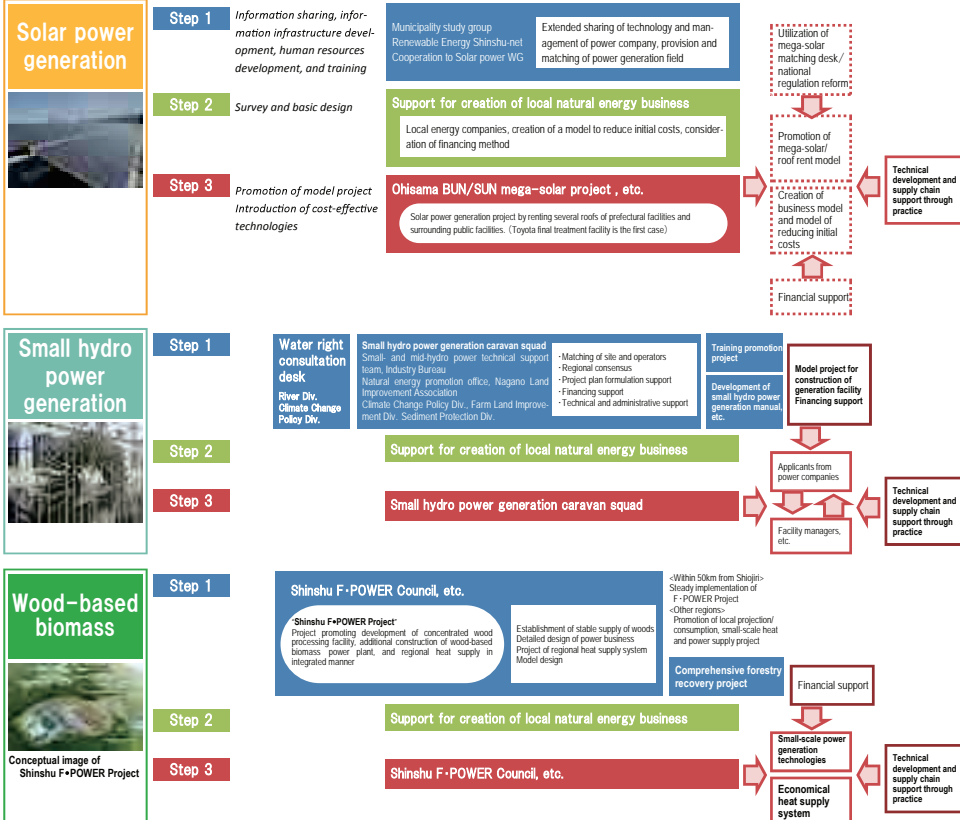 Solar power
generation
Step 1
Information sharing, infor-
mation infrastructure devel-
opment, human resources
development, and training
Municipality study group
Renewable Energy Shinshu-net
Cooperation to Solar power WG
Extended sharing of technology and man-
agement of power company, provision and
matching of power generation field
Utilization of
mega-solar
matching desk/
national
regulation reform
Step 2
Survey and basic design
Support for creation of local natural energy business
Local energy companies, creation of a model to reduce initial costs, consider-
ation of financing method
Promotion of
mega-solar/
roof rent model
Step 3
Promotion of model project
Introduction of cost-effective
technologies
Ohisama BUN/SUN mega-solar project , etc.
Solar power generation project by renting several roofs of prefectural facilities and
surrounding public facilities. (Toyota final treatment facility is the first case)
Creation of
business model
and model of
reducing initial
costs
Technical
development and
supply chain
support through
practice
Financial support
Small hydro
power
generation
Step 1
Water right
consultation
desk
River Div.
Climate Change
Policy Div.
Small hydro power generation caravan squad
Small- and mid-hydro power technical support
team, Industry Bureau
Natural energy promotion office, Nagano Land
Improvement Association
Climate Change Policy Div., Farm Land Improve-
ment Div. Sediment Protection Div.
・Matching of site and operators
・Regional consensus
・Project plan formulation support
・Financing support
・Technical and administrative support
Training promotion
project
Development of
small hydro power
generation manual,
etc.
Model project for
construction of
generation facility
Financing support
Step 2
Support for creation of local natural energy business
Applicants from
power companies
Step 3
Small hydro power generation caravan squad
Facility managers,
etc.
Technical
development and
supply chain
support through
practice
Wood-based
biomass
Conceptual image of
Shinshu F•POWER Project
Step 1
Shinshu F・POWER Council, etc.
"Shinshu F•POWER Project"
Project promoting development of concentrated wood
processing facility, additional construction of wood-based
biomass power plant, and regional heat supply in
integrated manner
Establishment of stable supply of woods
Detailed design of power business
Project of regional heat supply system
Model design
<Within 50km from Shiojiri>
Steady implementation of
F・POWER Project
<Other regions>
Promotion of local projection/
consumption, small-scale heat
and power supply project
Comprehensive forestry
recovery project
Financial support
Step 2
Support for creation of local natural energy business
Small-scale power
generation
technologies
Step 3
Shinshu F・POWER Council, etc.
Economical
heat supply
system
Technical
development and
supply chain
support through
practice